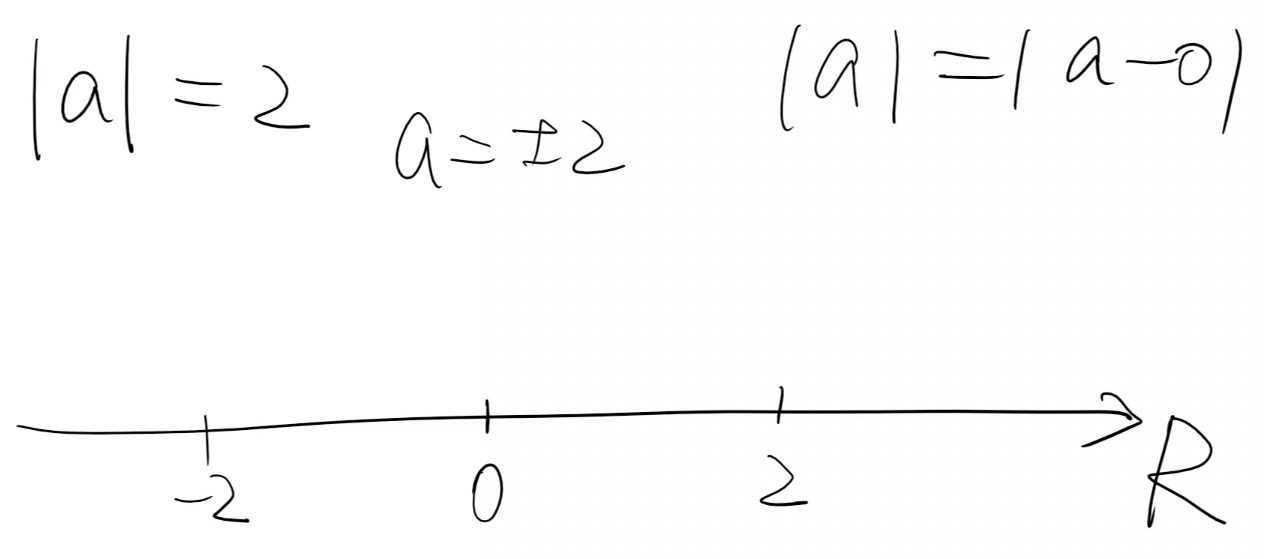 |a| = 2
a = ±2
|a| = |a-0|
-2 0 2 R